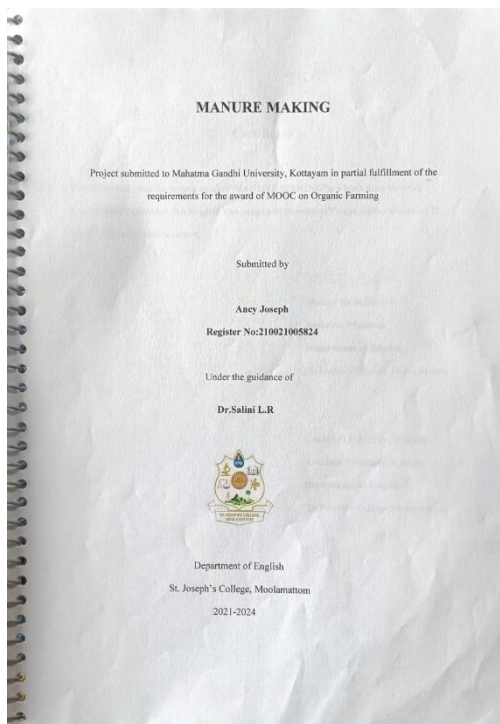 MANURE MAKING
Project submitted to Mahatma Gandhi University, Kottayam in partial fulfillment of the
requirements for the award of MOOC on Organic Farming
Submitted by
Ancy Joseph
Register No:210021005824
Under the guidance of
Dr.Salini L.R
Department of English
St. Joseph's College, Moolamattom
2021-2024